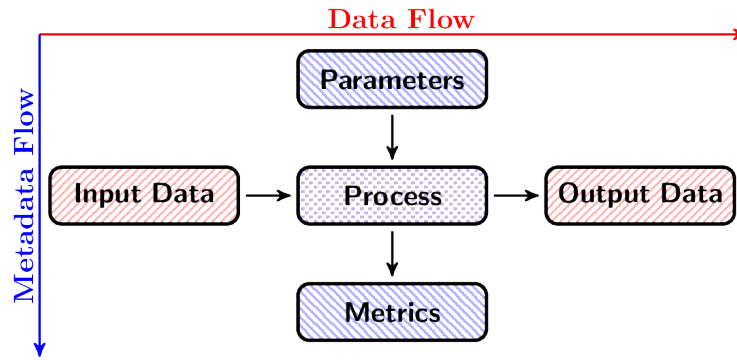 Data Flow
Metadata Flow
Parameters
Input Data
Process
Output Data
Metrics